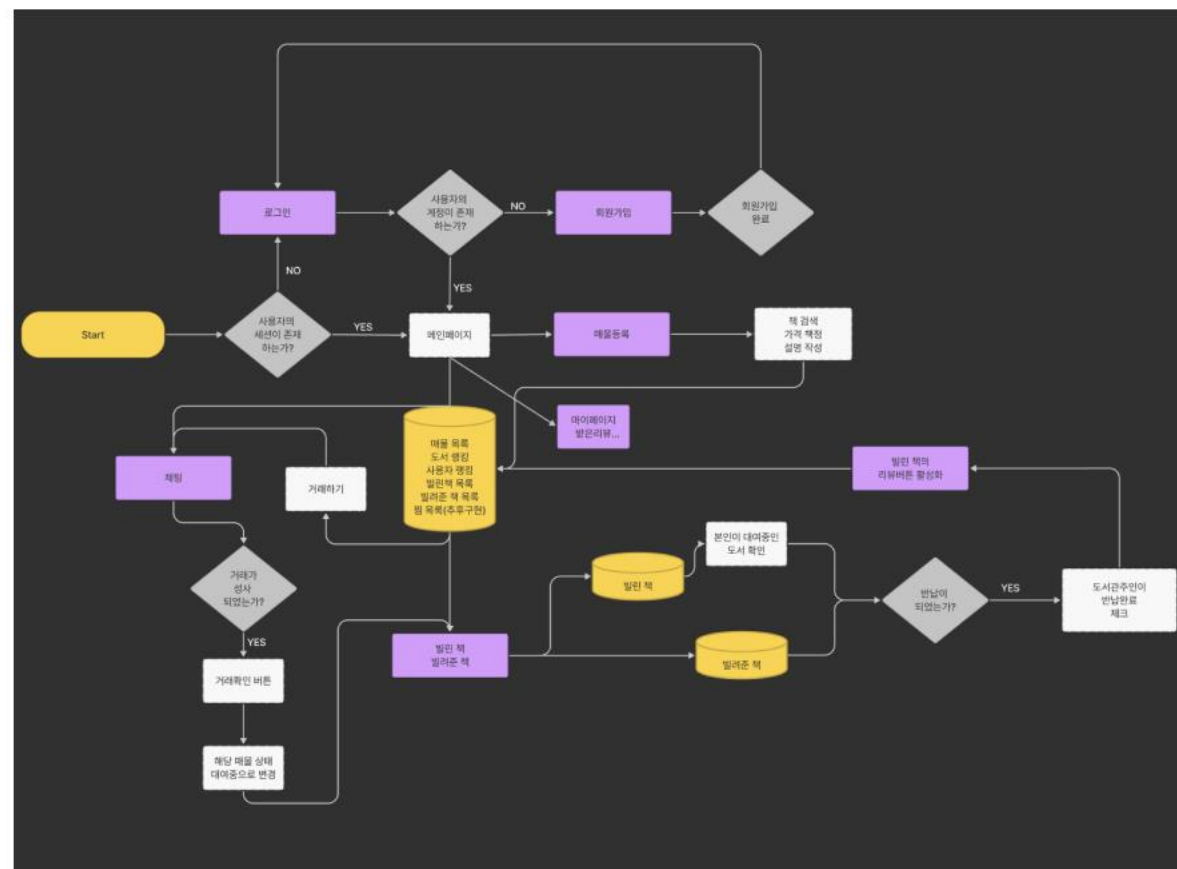 로그인
사용자의
계정이 존재
하는가?
NO
회원가입
회원가입
완료
NO
YES
Start
사용자의
세션이 존재
하는가?
YES
메인페이지
매물등록
책 검색
가격 책정
설명 작성
마이페이지
받은리뷰...
매물 목록
도서 랭킹
사용자 랭킹
빌린책 목록
빌려준 책 목록
찜 목록(추후구현)
채팅
거래하기
빌린 책의
리뷰버튼 활성화
거래가
성사
되었는가?
본인이 대여중인
도서 확인
빌린 책
반납이
되었는가?
YES
도서관주인이
반납완료
체크
YES
빌린 책
빌려준 책
빌려준 책
거래확인 버튼
해당 매물 상태
대여중으로 변경